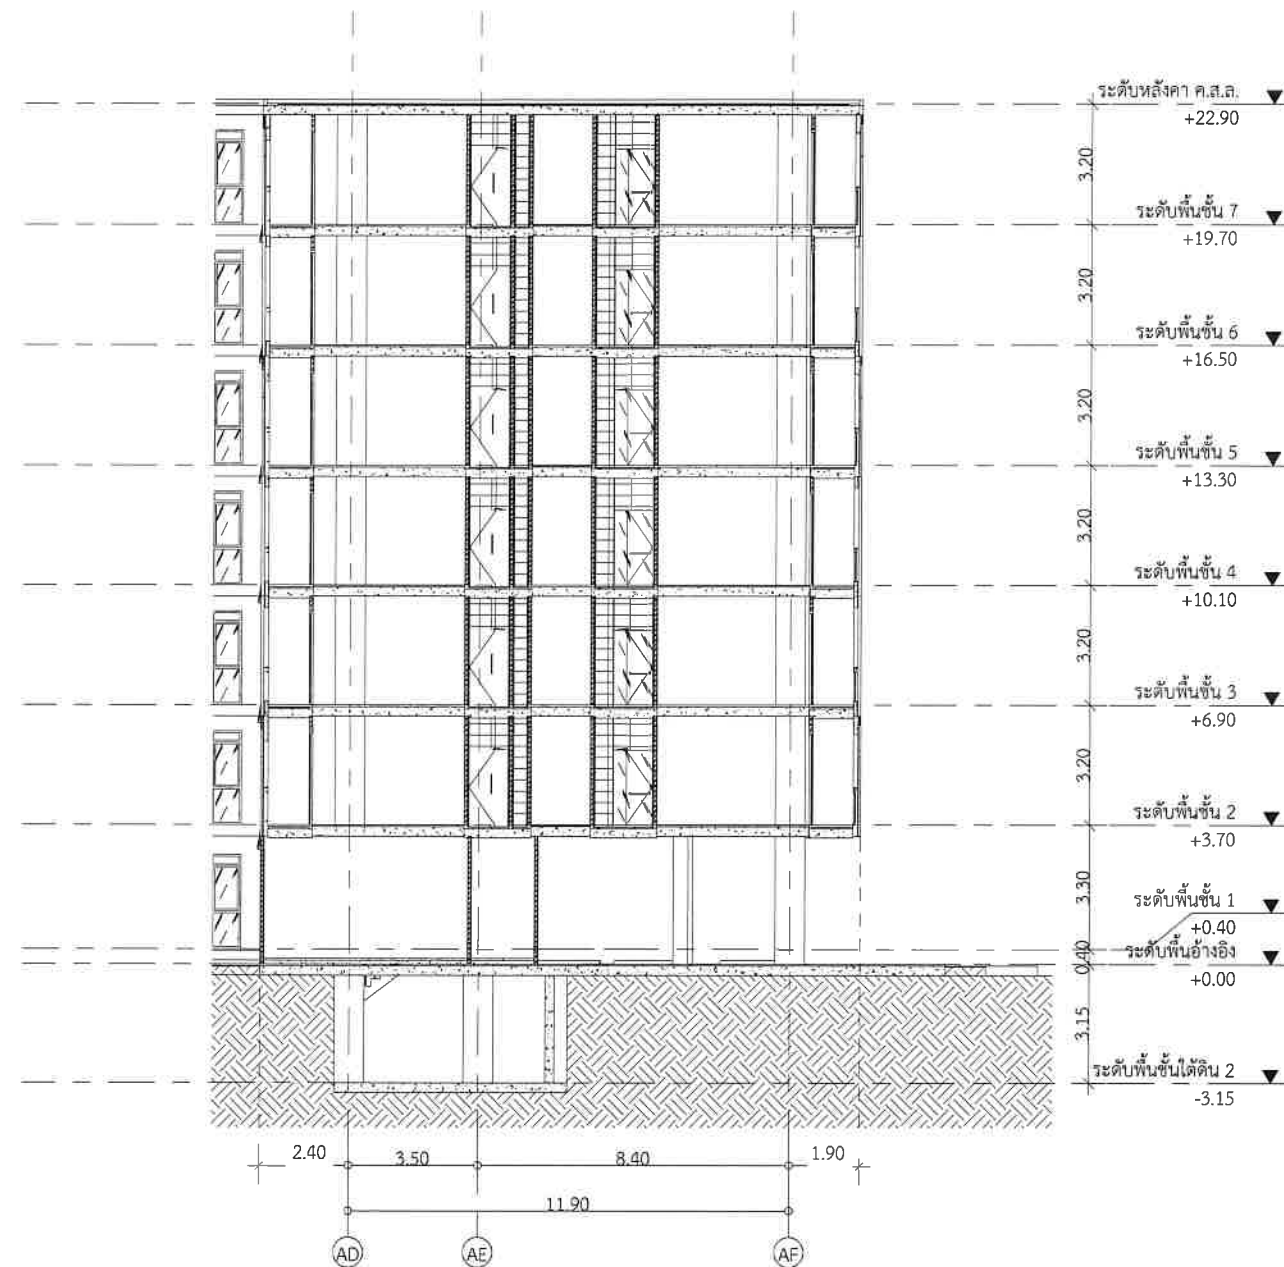 ระดับหลังคา ค.ส.ล.
+22.90
3.20
ระดับพื้นชั้น 7
+19.70
3.20
ระดับพื้นชั้น 6
+16.50
3.20
ระดับพื้นชั้น 5
+13.30
3.20
ระดับพื้นชั้น 4
+10.10
3.20
ระดับพื้นชั้น 3
+6.90
3.20
ระดับพื้นชั้น 2
+3.70
3.30
ระดับพื้นชั้น 1
+0.40
0.40
ระดับพื้นอ้างอิง
+0.00
3.15
ระดับพื้นชั้นใต้ดิน 2
-3.15
2.40 3.50 8.40 1.90
11.90
AD AE AF